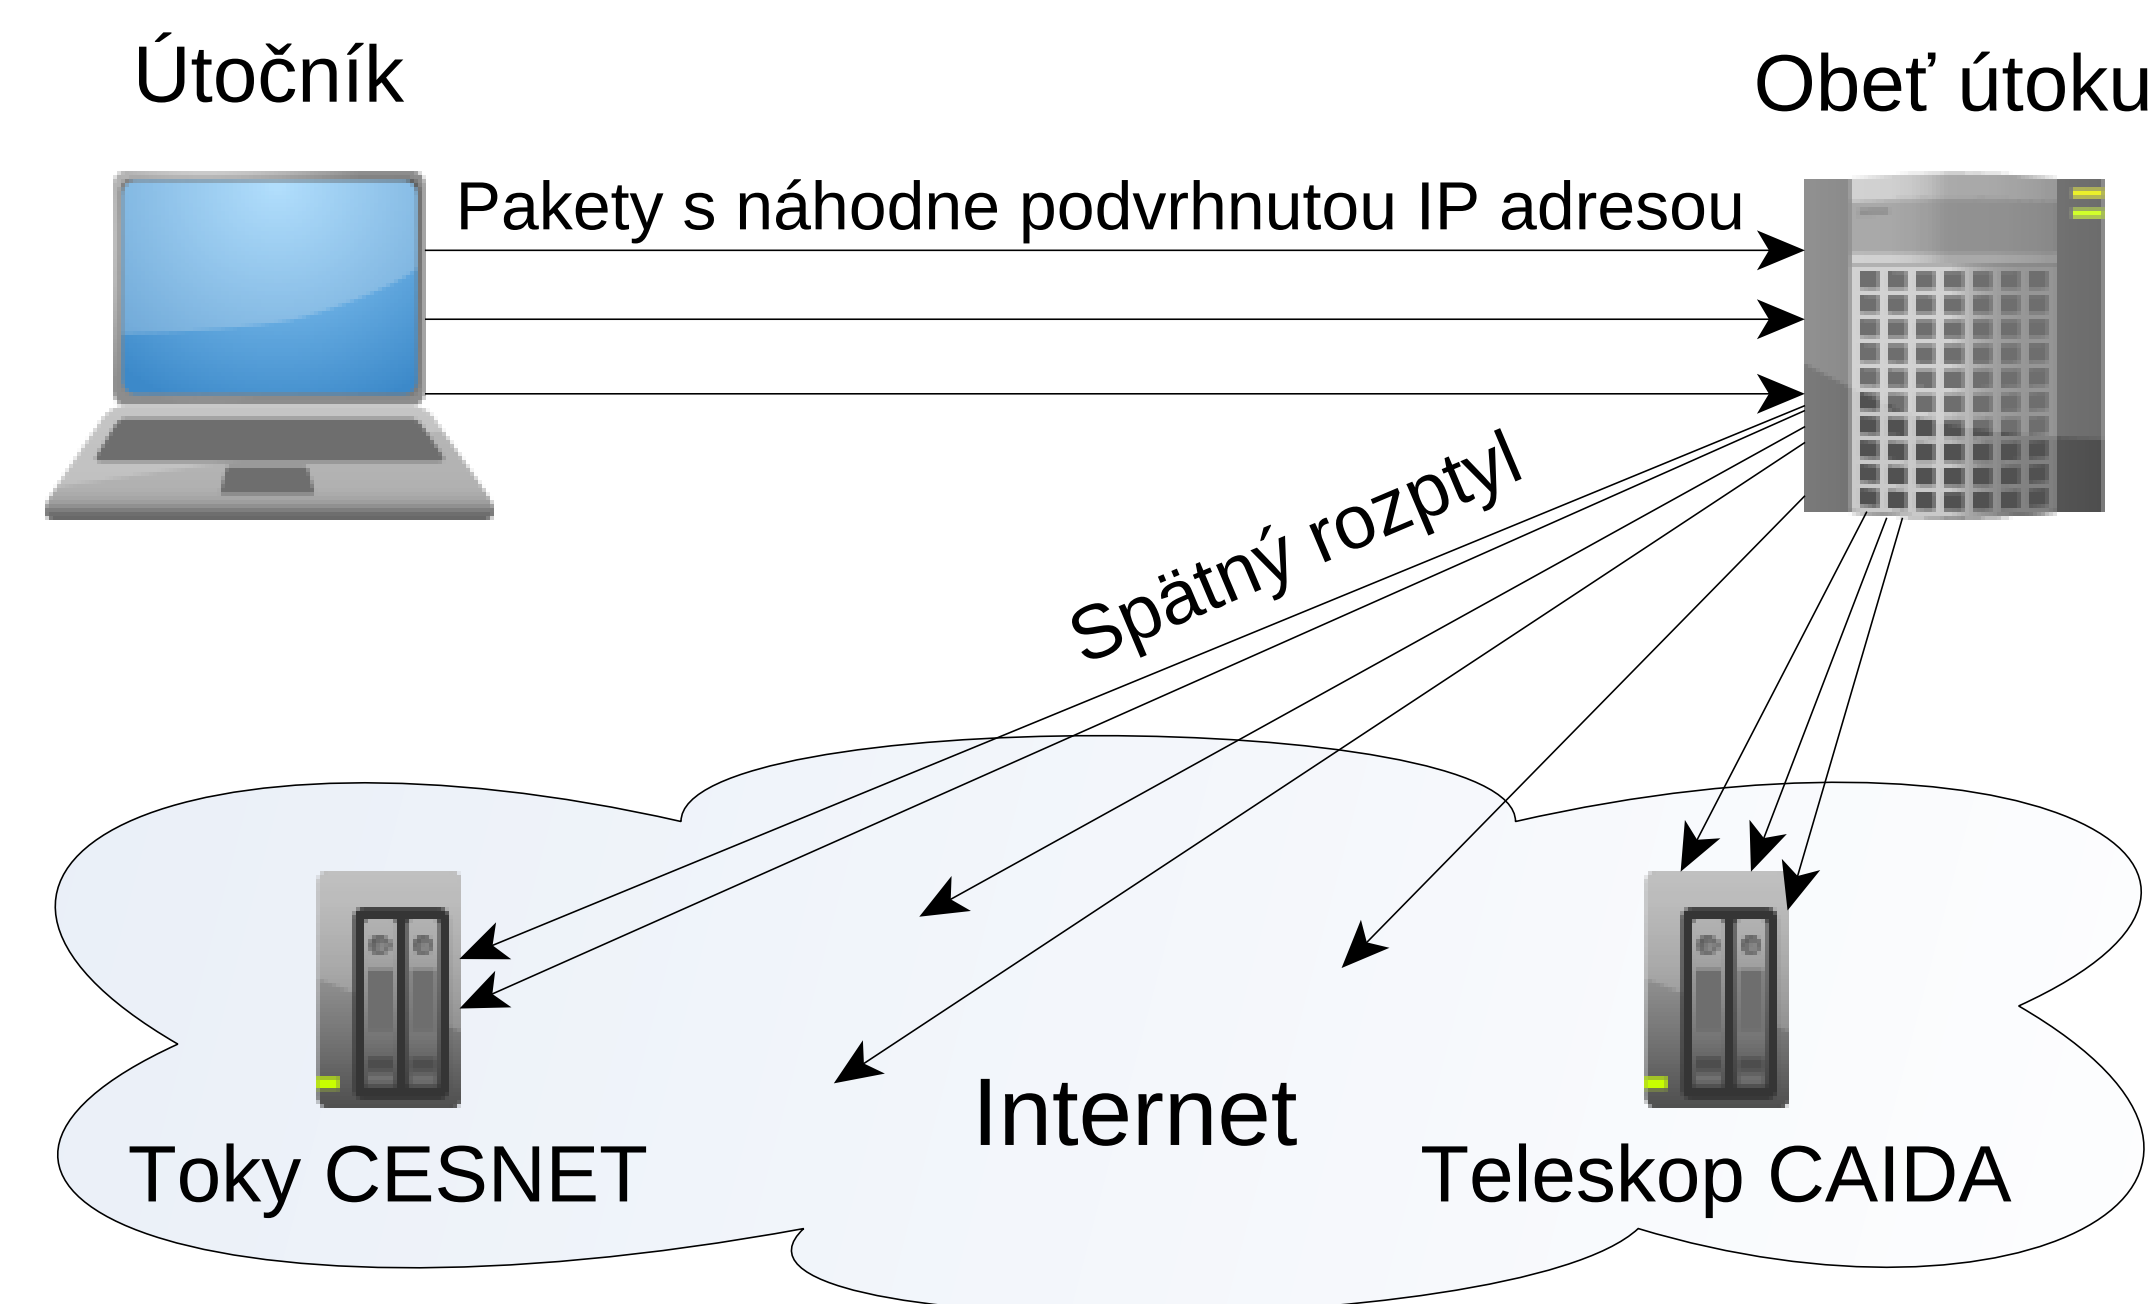 Útočník
Obeť útoku
Pakety s náhodne podvrhnutou IP adresou
Spätný rozptyl
Internet
Toky CESNET
Teleskop CAIDA